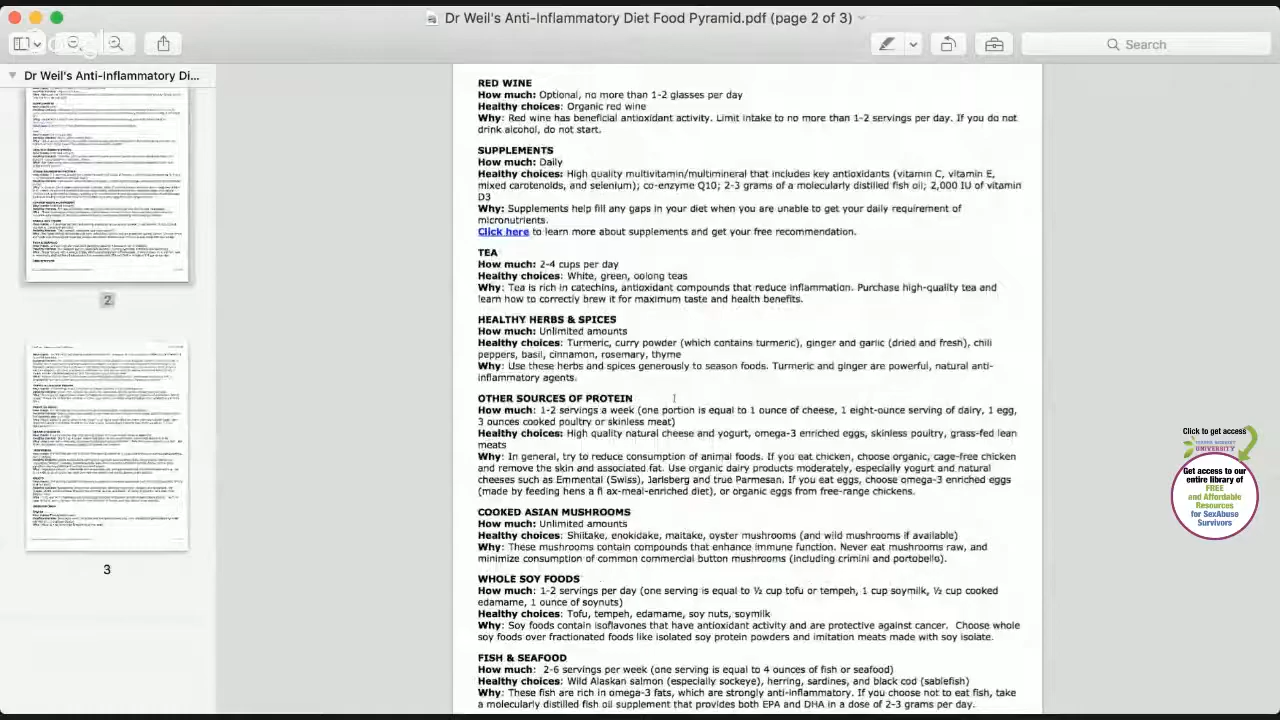 Dr Weil's Anti-Inflammatory Diet Food Pyramid.pdf (page 2 of 3)
Search
Dr Weil's Anti-Inflammatory Di...
2
3
RED WINE
How much: Optional, no more than 1-2 glasses per day
Healthy choices: Organic red wine
Why: Red wine has beneficial antioxidant activity. Limit intake to no more than 1-2 servings per day. If you do not
drink alcohol, do not start.
SUPPLEMENTS
How much: Daily
Healthy choices: High quality multivitamin/multimineral that includes key antioxidants (vitamin C, vitamin E,
mixed carotenoids, and selenium); co-enzyme Q10; 2-3 grams of a molecularly distilled fish oil; 2,000 IU of vitamin
D3
Why: Supplements help fill any gaps in your diet when you are unable to get your daily requirement of
micronutrients.
Click here to learn more about supplements and get your free recommendation.
TEA
How much: 2-4 cups per day
Healthy choices: White, green, oolong teas
Why: Tea is rich in catechins, antioxidant compounds that reduce inflammation. Purchase high-quality tea and
learn how to correctly brew it for maximum taste and health benefits.
HEALTHY HERBS & SPICES
How much: Unlimited amounts
Healthy choices: Turmeric, curry powder (which contains turmeric), ginger and garlic (dried and fresh), chili
peppers, basil, cinnamon, rosemary, thyme
Why: Use these herbs and spices generously to season foods. Turmeric and ginger are powerful, natural anti-
inflammatory agents.
OTHER SOURCES OF PROTEIN
How much: 1-2 servings a week (one portion is equal to 1 ounce of cheese, 1 eight-ounce serving of dairy, 1 egg,
3 ounces cooked poultry or skinless meat)
Healthy choices: High quality natural cheese and yogurt, omega-3 enriched eggs, skinless poultry, grass-fed lean
meats
Why: In general, try to reduce consumption of animal foods. If you eat chicken, choose organic, cage-free chicken
and remove the skin and associated fat. Use organic dairy products moderately, especially yogurt and natural
cheeses such as Emmental (Swiss), Jarlsberg and true Parmesan. If you eat eggs, choose omega-3 enriched eggs
(made by feeding hens a fl ax-meal-enriched diet), or organic eggs from free-range chickens.
COOKED ASIAN MUSHROOMS
How much: Unlimited amounts
Healthy choices: Shiitake, enokidake, maitake, oyster mushrooms (and wild mushrooms if available)
Why: These mushrooms contain compounds that enhance immune function. Never eat mushrooms raw, and
minimize consumption of common commercial button mushrooms (including crimini and portobello).
WHOLE SOY FOODS
How much: 1-2 servings per day (one serving is equal to ½ cup tofu or tempeh, 1 cup soymilk, ½ cup cooked
edamame, 1 ounce of soynuts)
Healthy choices: Tofu, tempeh, edamame, soy nuts, soymilk
Why: Soy foods contain isoflavones that have antioxidant activity and are protective against cancer. Choose whole
soy foods over fractionated foods like isolated soy protein powders and imitation meats made with soy isolate.
FISH & SEAFOOD
How much: 2-6 servings per week (one serving is equal to 4 ounces of fish or seafood)
Healthy choices: Wild Alaskan salmon (especially sockeye), herring, sardines, and black cod (sablefish)
Why: These fish are rich in omega-3 fats, which are strongly anti-inflammatory. If you choose not to eat fish, take
a molecularly distilled fish oil supplement that provides both EPA and DHA in a dose of 2-3 grams per day.
Click to get access
UNIVERSITY
Get access to our
entire library of
FREE
and Affordable
Resources
for SexAbuse
Survivors